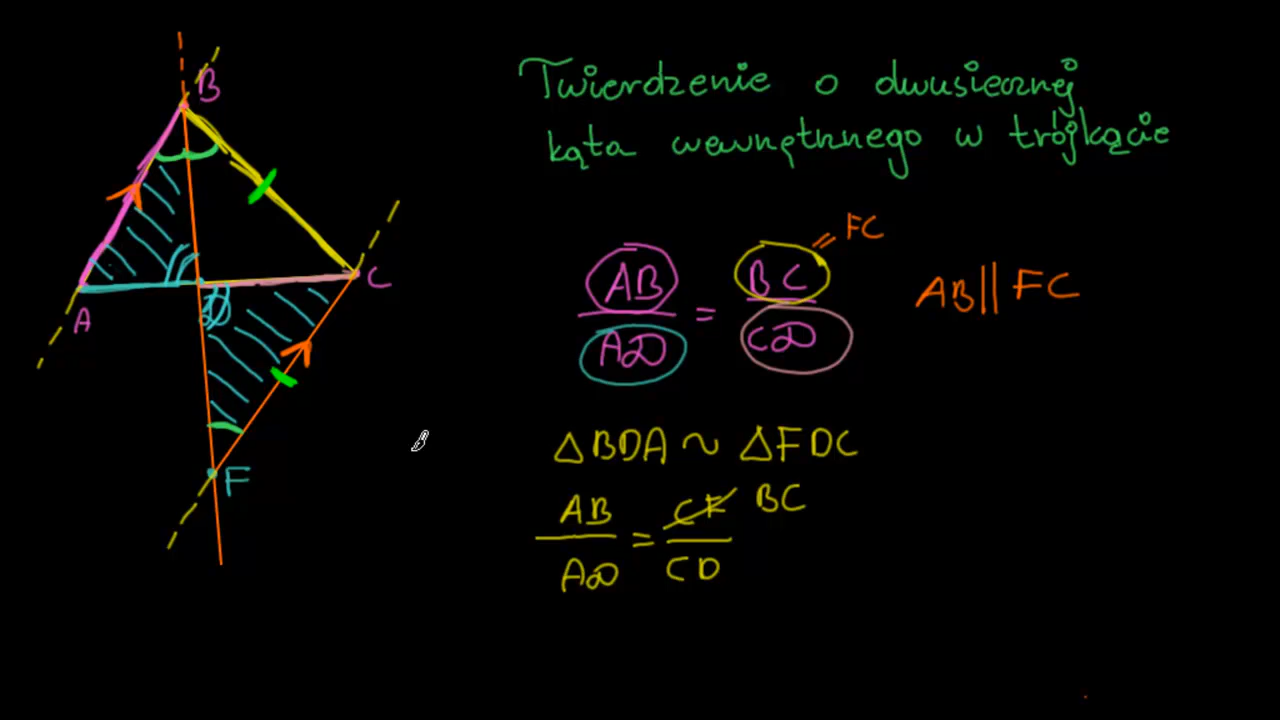 Twierdzenie o dwusiecznej
kąta wewnętrznego w trójkącie
B
A
C
D
F
AB/AD = BC/CD
= FC
AB || FC
△BDA ~ △FDC
AB/AD = CF/CD BC